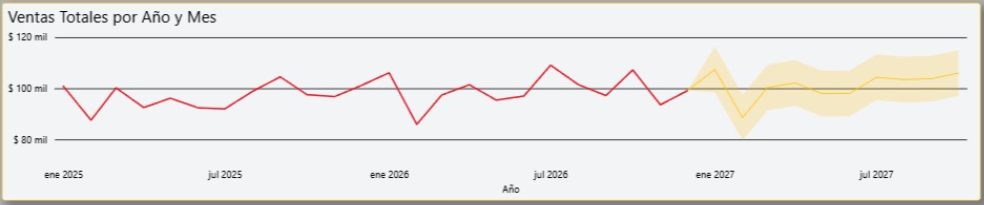 Ventas Totales por Año y Mes
$ 120 mil
$ 100 mil
$ 80 mil
ene 2025 jul 2025 ene 2026 jul 2026 ene 2027 jul 2027
Año